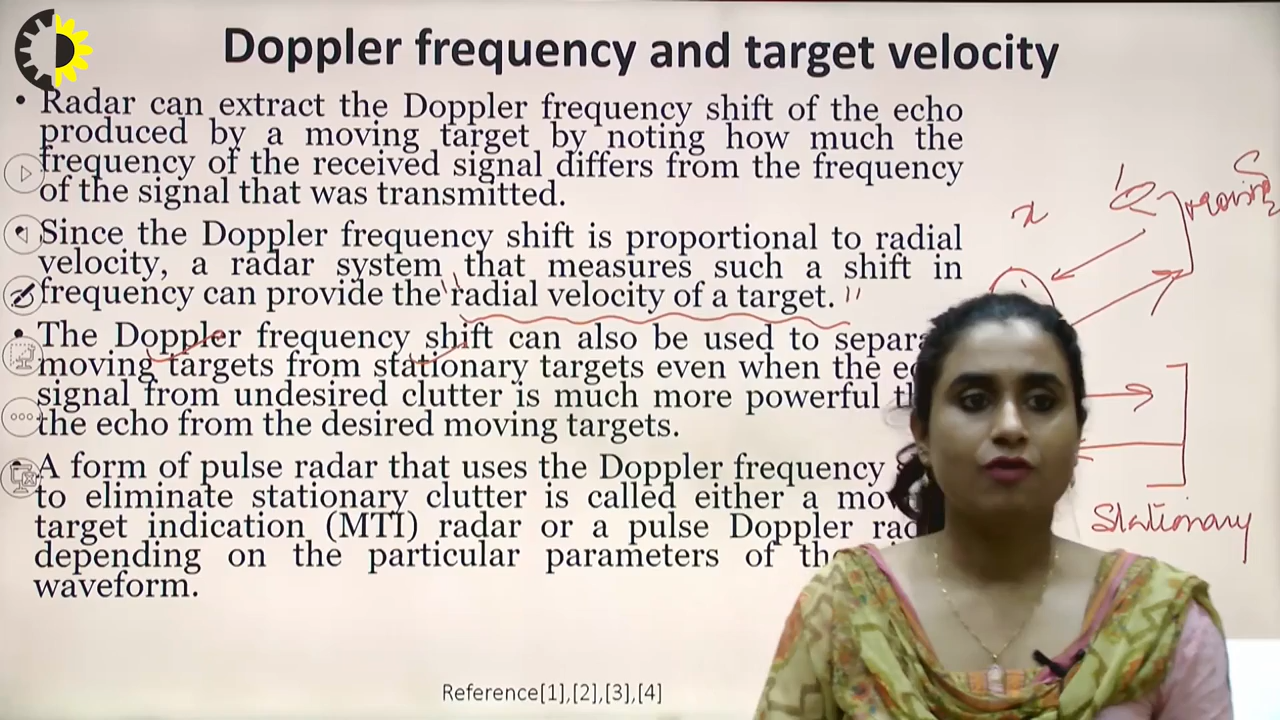 Doppler frequency and target velocity
• Radar can extract the Doppler frequency shift of the echo
produced by a moving target by noting how much the
frequency of the received signal differs from the frequency
of the signal that was transmitted.
• Since the Doppler frequency shift is proportional to radial
velocity, a radar system that measures such a shift in
frequency can provide the "radial velocity of a target."
• The Doppler frequency shift can also be used to separa
moving targets from stationary targets even when the e
signal from undesired clutter is much more powerful th
the echo from the desired moving targets.
• A form of pulse radar that uses the Doppler frequency
to eliminate stationary clutter is called either a mov
target indication (MTI) radar or a pulse Doppler rad
depending on the particular parameters of th
waveform.
x
moving
Stationary
Reference[1],[2],[3],[4]